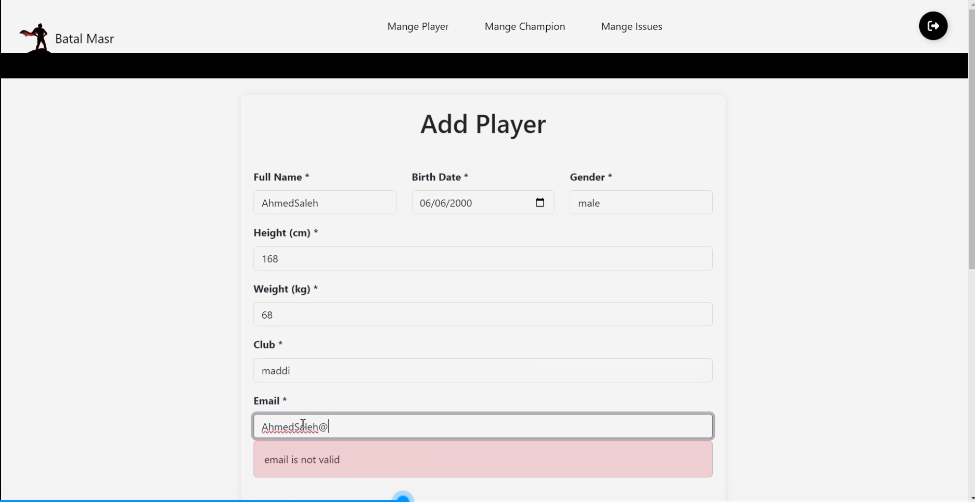 Batal Masr
Mange Player
Mange Champion
Mange Issues
Add Player
Full Name *
Birth Date *
Gender *
AhmedSaleh
06/06/2000
male
Height (cm) *
168
Weight (kg) *
68
Club *
maddi
Email *
AhmedSaleh@
email is not valid